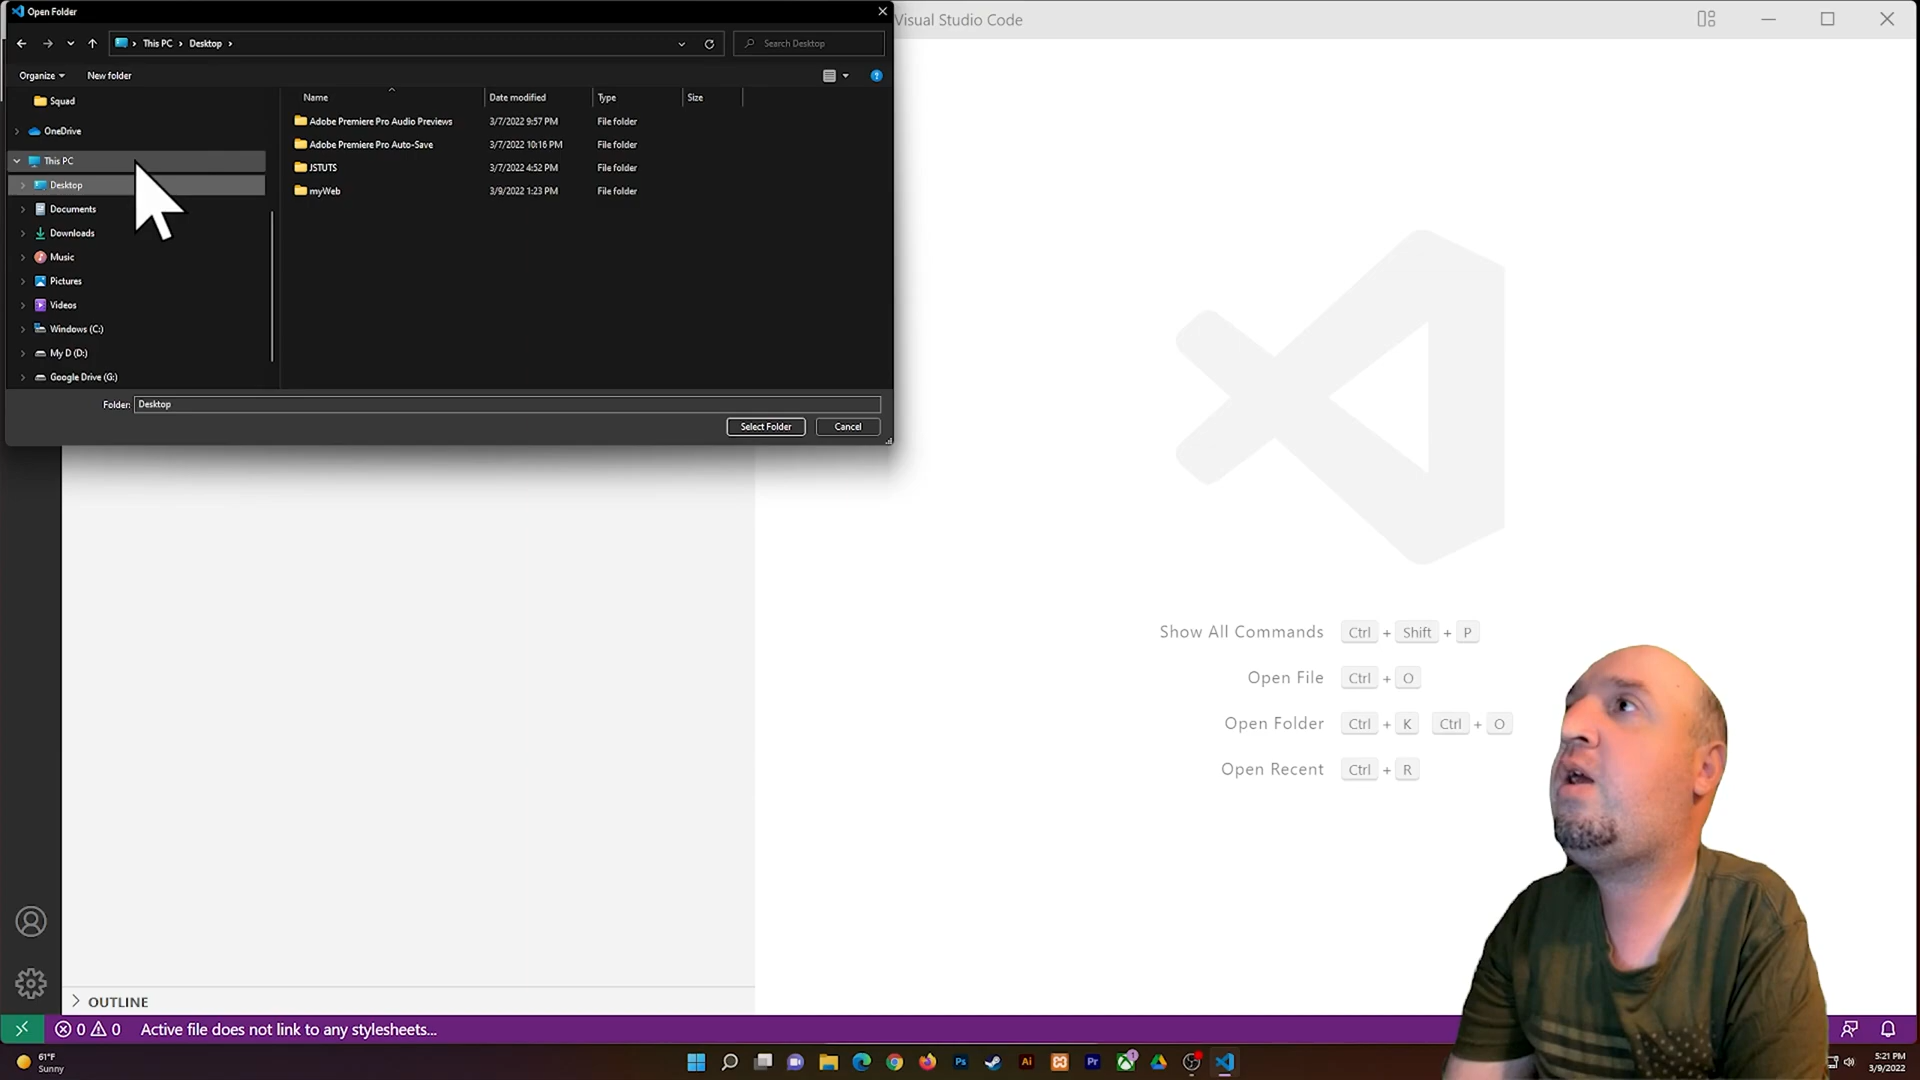 Open Folder
Visual Studio Code
This PC
Desktop
Search Desktop
Organize
New folder
Name
Date modified
Type
Size
Squad
OneDrive
This PC
Desktop
Documents
Downloads
Music
Pictures
Videos
Windows (C:)
My D (D:)
Google Drive (G:)
Adobe Premiere Pro Audio Previews 3/7/2022 9:57 PM File folder
Adobe Premiere Pro Auto-Save 3/7/2022 10:16 PM File folder
JSTUTS 3/7/2022 4:52 PM File folder
myWeb 3/9/2022 1:23 PM File folder
Folder: Desktop
Select Folder
Cancel
Show All Commands Ctrl + Shift + P
Open File Ctrl + O
Open Folder Ctrl + K Ctrl + O
Open Recent Ctrl + R
OUTLINE
0 0 Active file does not link to any stylesheets...
61°F
Sunny
Ps
Ai
Pr
1
5:21 PM
3/9/2022